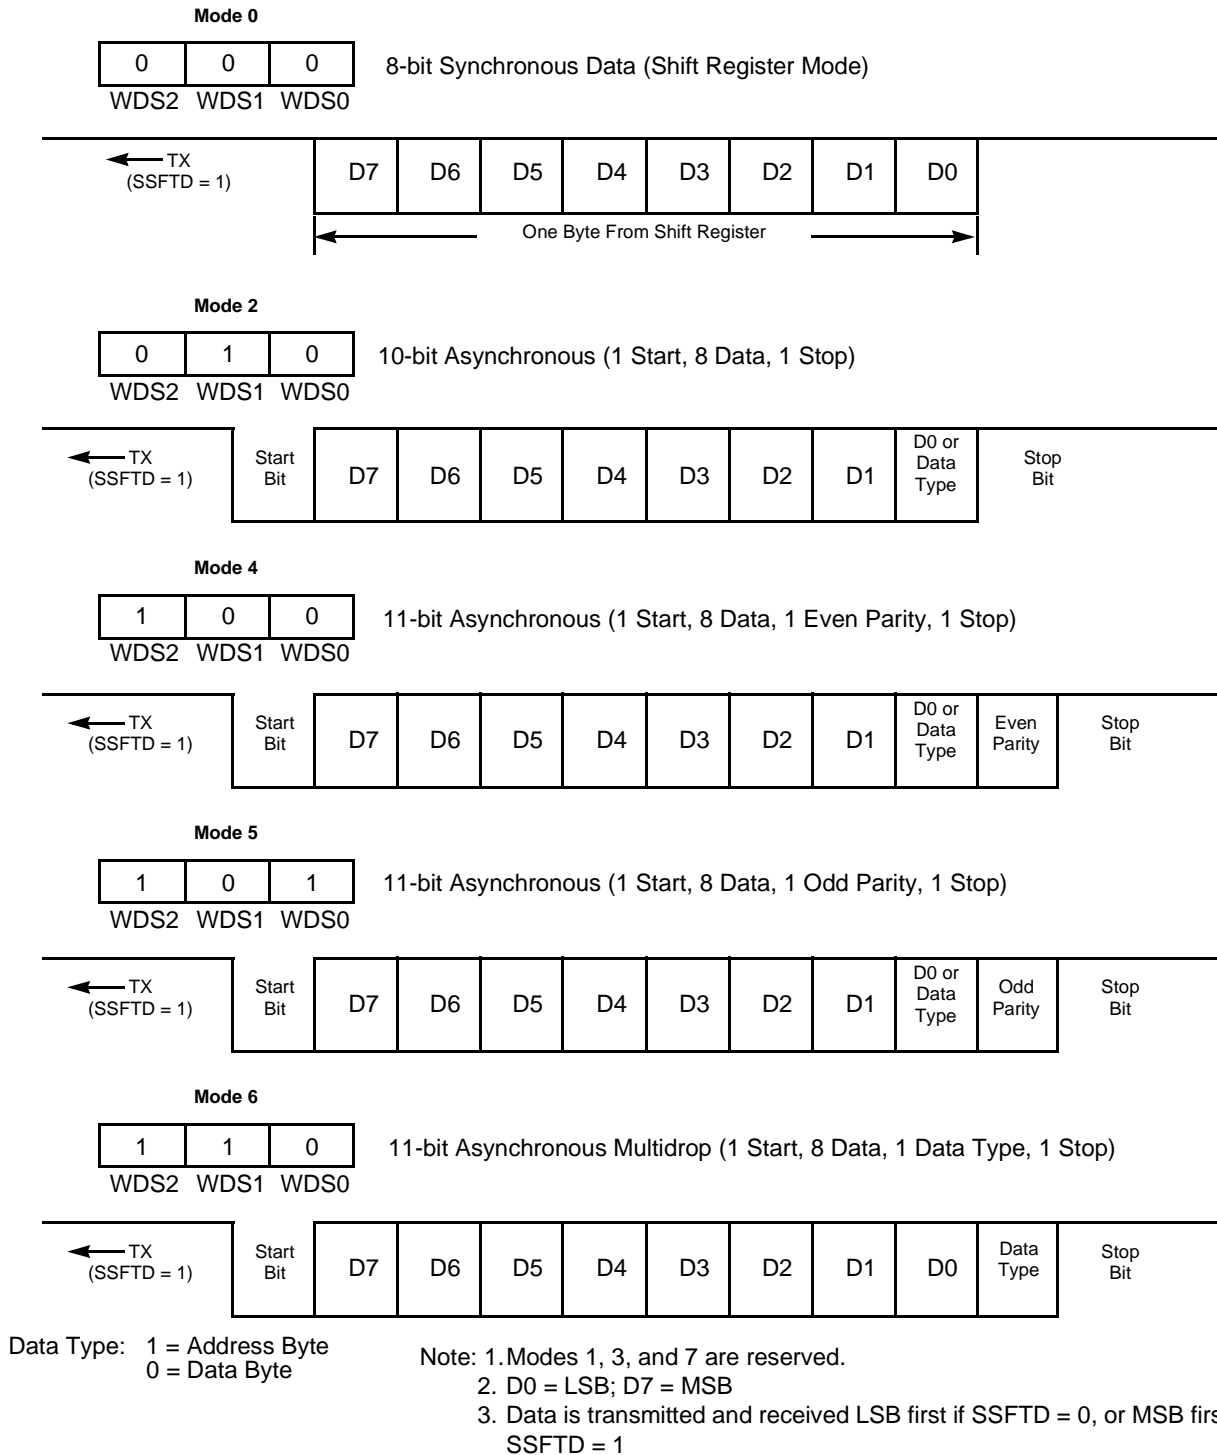 Mode 0
0 0 0 8-bit Synchronous Data (Shift Register Mode)
WDS2 WDS1 WDS0
TX
(SSFTD = 1)
D7 D6 D5 D4 D3 D2 D1 D0
One Byte From Shift Register
Mode 2
0 1 0 10-bit Asynchronous (1 Start, 8 Data, 1 Stop)
WDS2 WDS1 WDS0
TX
(SSFTD = 1)
Start
Bit
D7 D6 D5 D4 D3 D2 D1
D0 or
Data
Type
Stop
Bit
Mode 4
1 0 0 11-bit Asynchronous (1 Start, 8 Data, 1 Even Parity, 1 Stop)
WDS2 WDS1 WDS0
TX
(SSFTD = 1)
Start
Bit
D7 D6 D5 D4 D3 D2 D1
D0 or
Data
Type
Even
Parity
Stop
Bit
Mode 5
1 0 1 11-bit Asynchronous (1 Start, 8 Data, 1 Odd Parity, 1 Stop)
WDS2 WDS1 WDS0
TX
(SSFTD = 1)
Start
Bit
D7 D6 D5 D4 D3 D2 D1
D0 or
Data
Type
Odd
Parity
Stop
Bit
Mode 6
1 1 0 11-bit Asynchronous Multidrop (1 Start, 8 Data, 1 Data Type, 1 Stop)
WDS2 WDS1 WDS0
TX
(SSFTD = 1)
Start
Bit
D7 D6 D5 D4 D3 D2 D1 D0
Data
Type
Stop
Bit
Data Type: 1 = Address Byte
0 = Data Byte
Note: 1.Modes 1, 3, and 7 are reserved.
2. D0 = LSB; D7 = MSB
3. Data is transmitted and received LSB first if SSFTD = 0, or MSB
SSFTD = 1